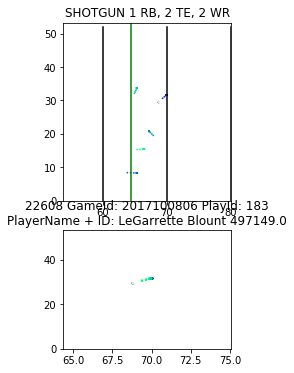 SHOTGUN 1 RB, 2 TE, 2 WR
50
40
30
20
10
0
60 70 80
22608 GameId: 2017100806 PlayId: 183
PlayerName + ID: LeGarrette Blount 497149.0
40
20
0
65.0 67.5 70.0 72.5 75.0